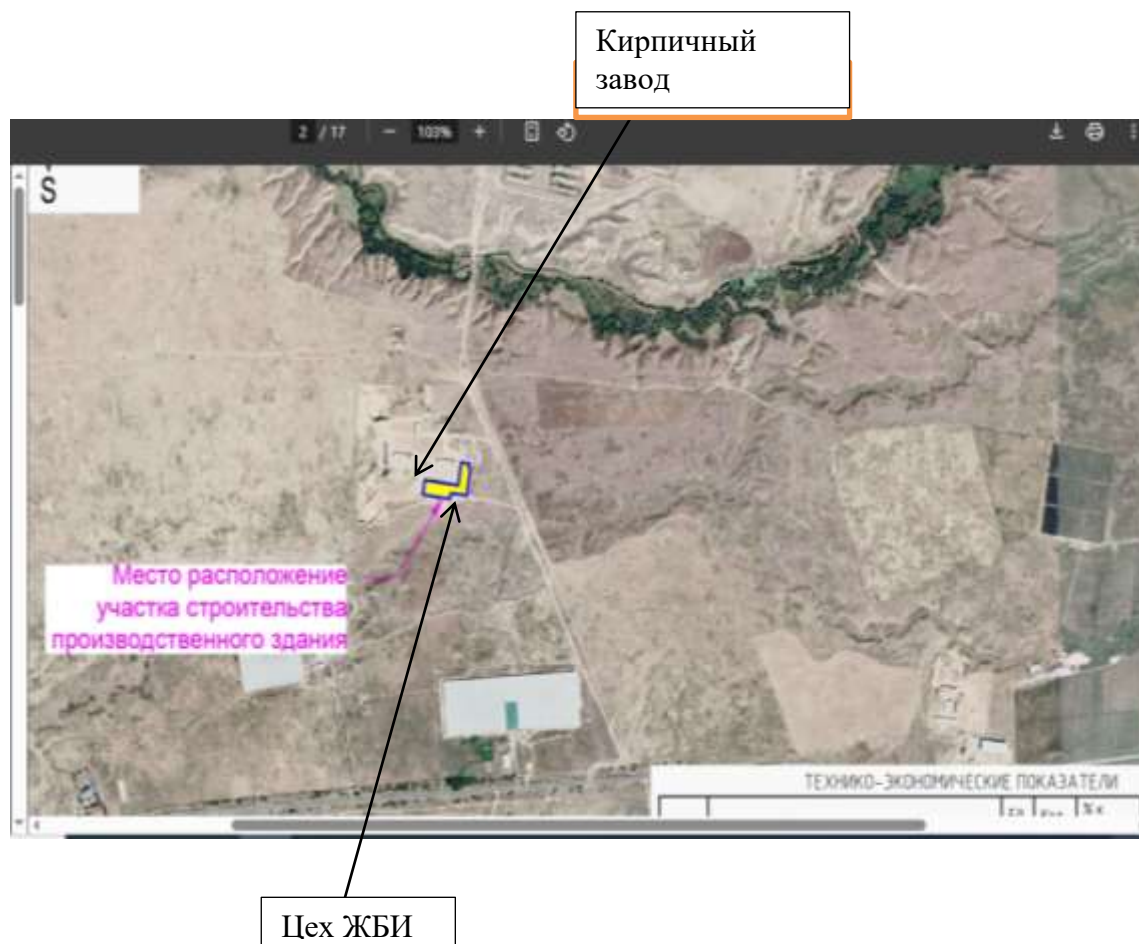 Кирпичный
завод
2 / 17 − 103% +
S
Место расположение
участка строительства
производственного здания
ТЕХНИКО-ЭКОНОМИЧЕСКИЕ ПОКАЗАТЕЛИ
Цех ЖБИ